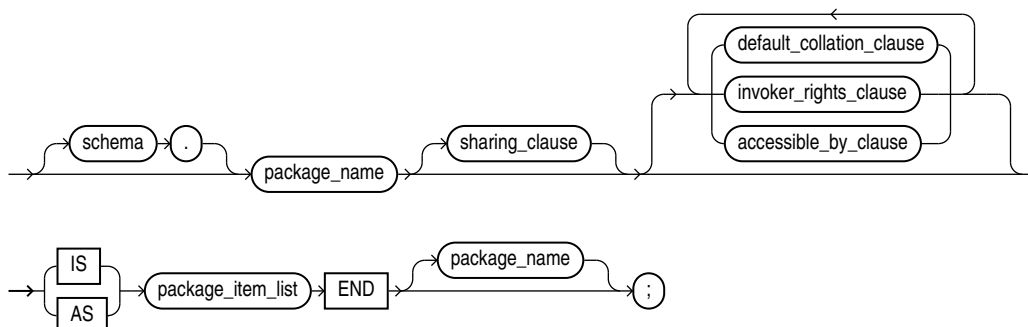 default_collation_clause
invoker_rights_clause
schema . sharing_clause accessible_by_clause
package_name
IS package_name
package_item_list END ;
AS